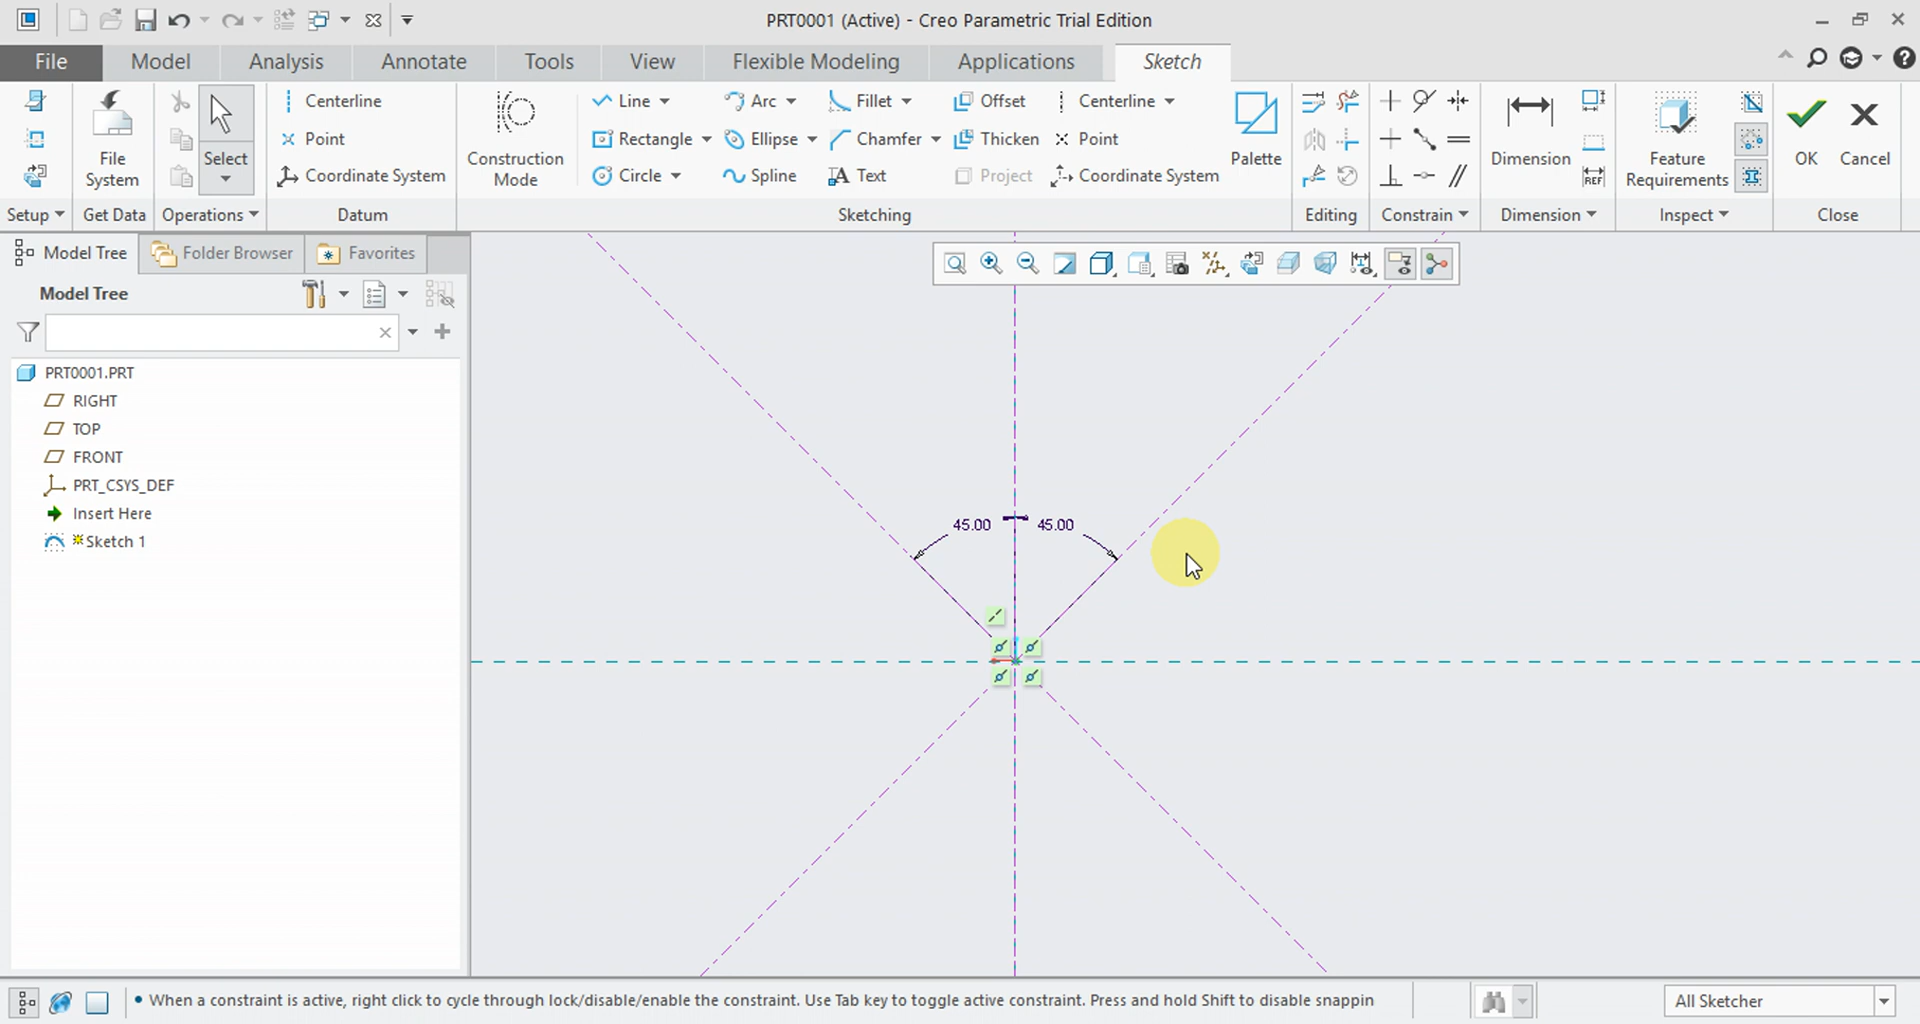 PRT0001 (Active) - Creo Parametric Trial Edition
File Model Analysis Annotate Tools View Flexible Modeling Applications Sketch
Centerline Line Arc Fillet Offset Centerline
Point Rectangle Ellipse Chamfer Thicken Point
Coordinate System Circle Spline Text Project Coordinate System
File System
Select
Construction Mode
Palette
Dimension
REF
Feature Requirements
OK
Cancel
Setup Get Data Operations Datum Sketching Editing Constrain Dimension Inspect Close
Model Tree Folder Browser Favorites
Model Tree
PRT0001.PRT
RIGHT
TOP
FRONT
PRT_CSYS_DEF
Insert Here
Sketch 1
45.00 45.00
• When a constraint is active, right click to cycle through lock/disable/enable the constraint. Use Tab key to toggle active constraint. Press and hold Shift to disable snappin
All Sketcher